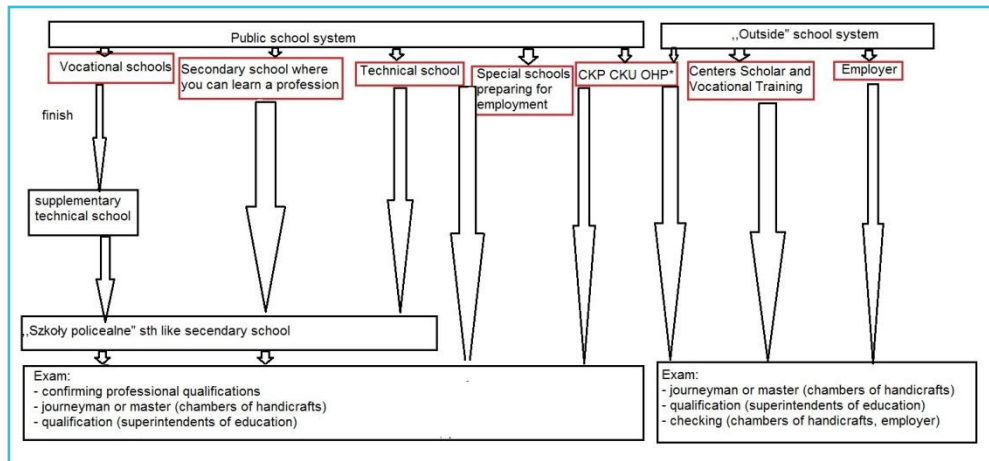 Public school system
,,Outside" school system
Vocational schools
Secondary school where
you can learn a profession
Technical school
Special schools
preparing for
employment
CKP CKU OHP*
Centers Scholar and
Vocational Training
Employer
finish
supplementary
technical school
,,Szkoły policealne" sth like secendary school
Exam:
- confirming professional qualifications
- journeyman or master (chambers of handicrafts)
- qualification (superintendents of education)
Exam:
- journeyman or master (chambers of handicrafts)
- qualification (superintendents of education)
- checking (chambers of handicrafts, employer)